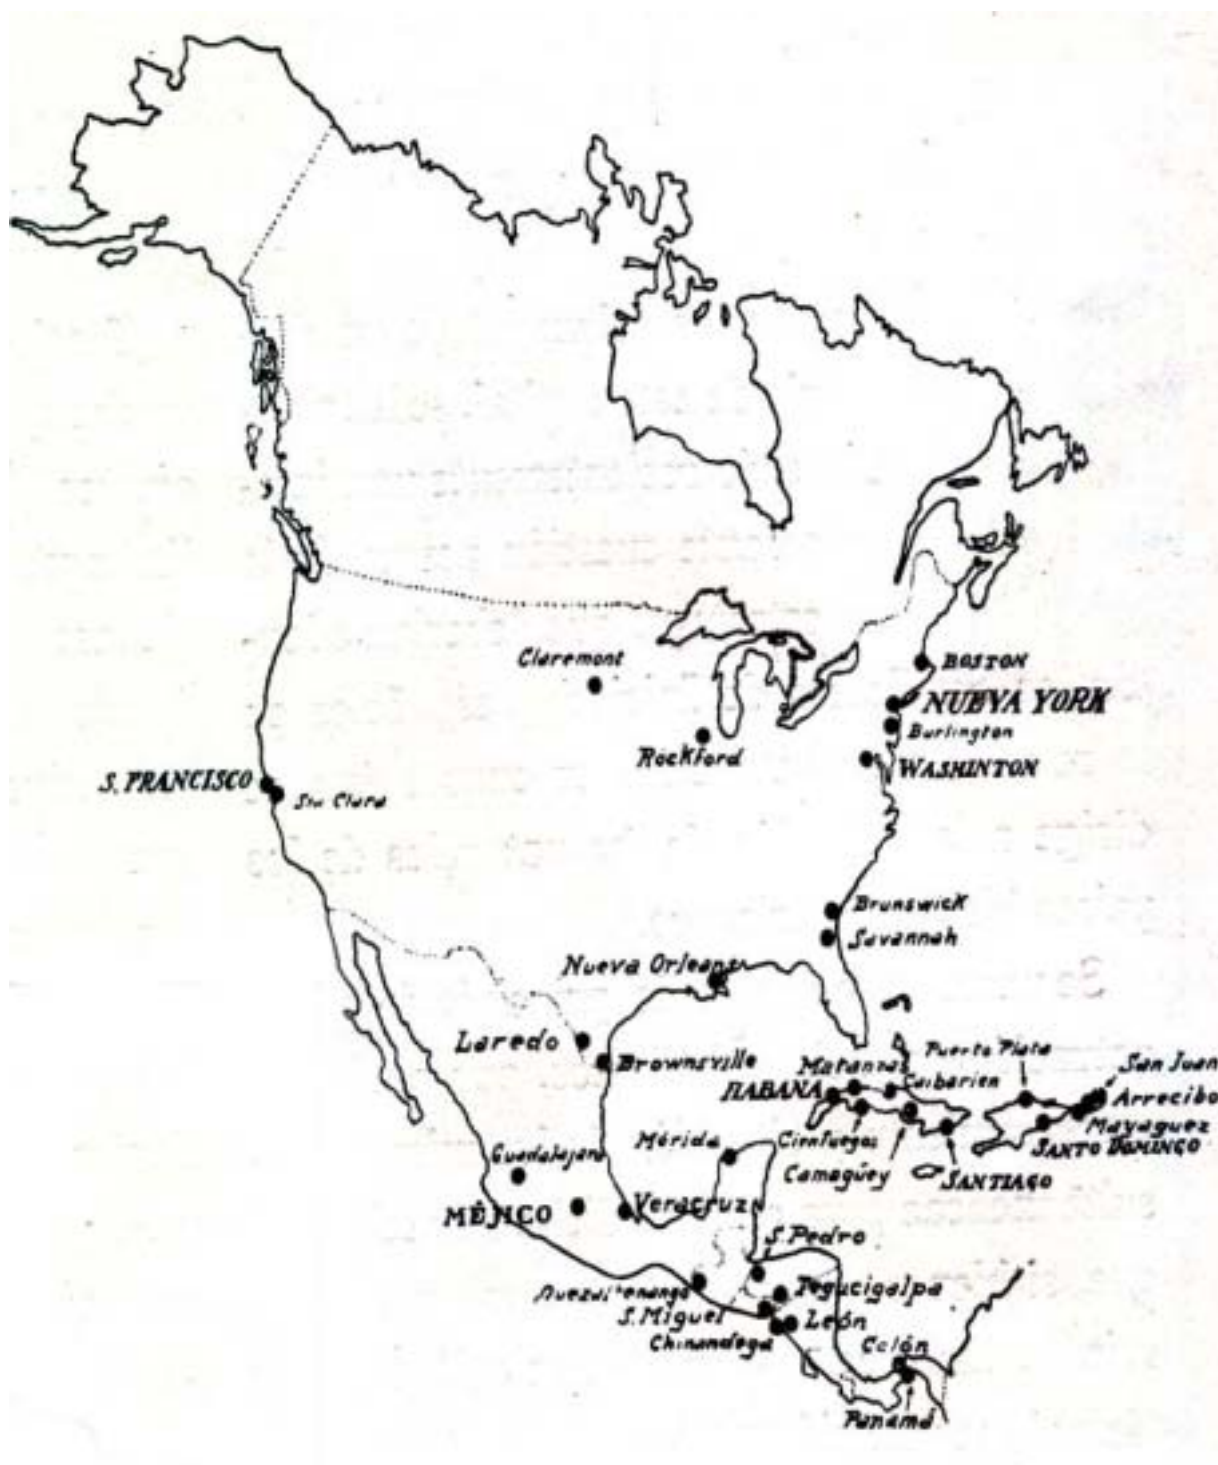 Claremont
BOSTON
NUEVA YORK
Burlington
Rockford
WASHINTON
S. FRANCISCO
Sta Clara
Brunswick
Savannah
Nueva Orleans
Laredo
Brownsville
Puerto Plata
San Juan
Matanzas
Caibarien
HABANA
Arrecibo
Mayaguez
Cienfuegos
SANTO DOMINGO
Mérida
Guadalajara
Camagüey
SANTIAGO
MÉJICO
Veracruz
S. Pedro
Tegucigalpa
S. Miguel
León
Chinandega
Colón
Panamá